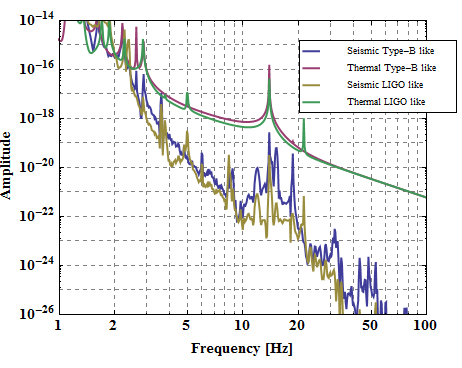 10−14
10−16
10−18
10−20
10−22
10−24
10−26
Amplitude
Seismic Type−B like
Thermal Type−B like
Seismic LIGO like
Thermal LIGO like
1 2 5 10 20 50 100
Frequency [Hz]